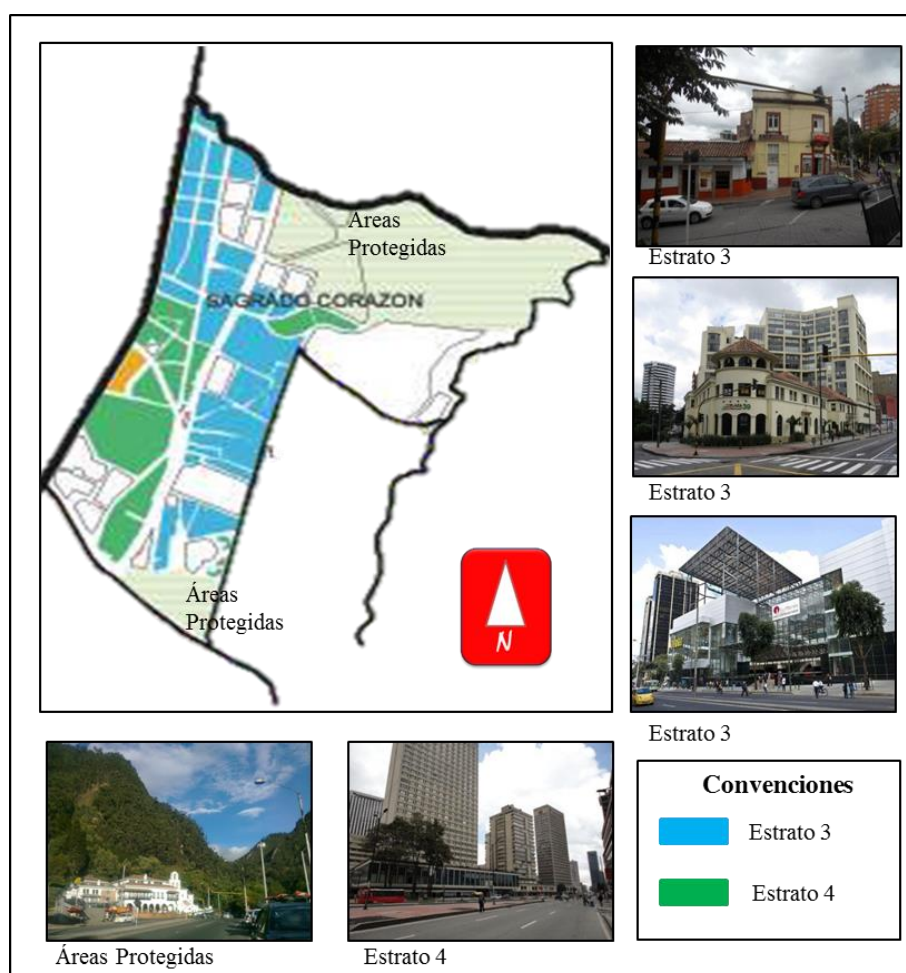 Areas
Protegidas
SAGRADO CORAZON
Áreas
Protegidas
N
Estrato 3
Estrato 3
Estrato 3
Áreas Protegidas
Estrato 4
Convenciones
Estrato 3
Estrato 4